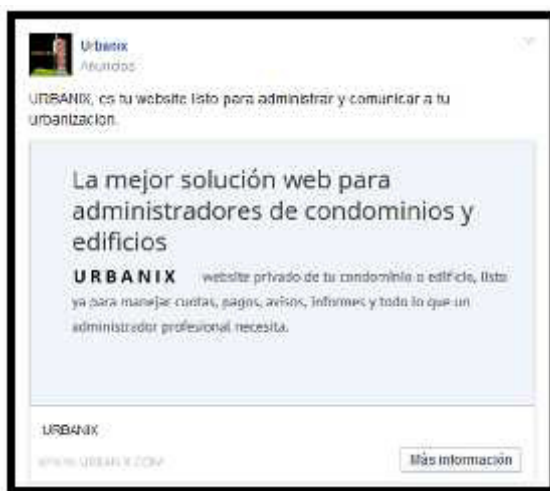 Urbanix
Anuncios
URBANIX, es tu website listo para administrar y comunicar a tu
urbanizacion.
La mejor solución web para
administradores de condominios y
edificios
URBANIX website privado de tu condominio o edificio, listo
ya para manejar cuotas, pagos, avisos, informes y todo lo que un
administrador profesional necesita.
URBANIX
Más información